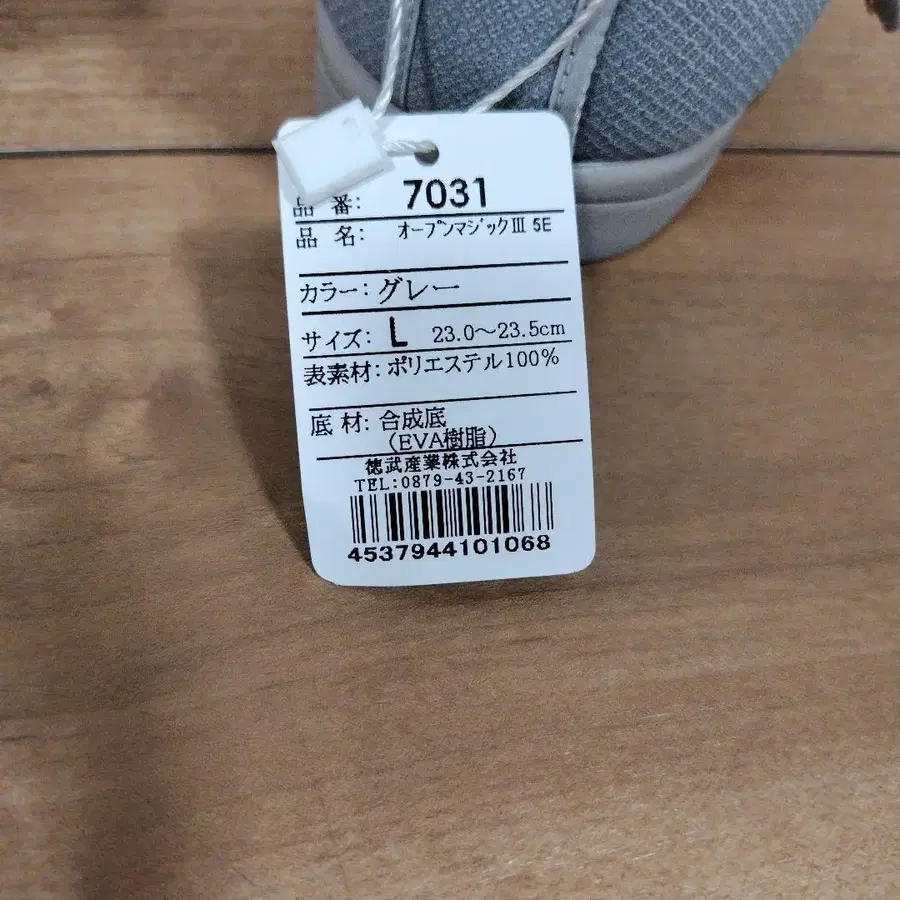 品番: 7031
品名: オープンマジックⅢ 5E
カラー: グレー
サイズ: L 23.0〜23.5cm
表素材: ポリエステル100%
底材: 合成底
(EVA樹脂)
徳武産業株式会社
TEL:0879-43-2167
4537944101068